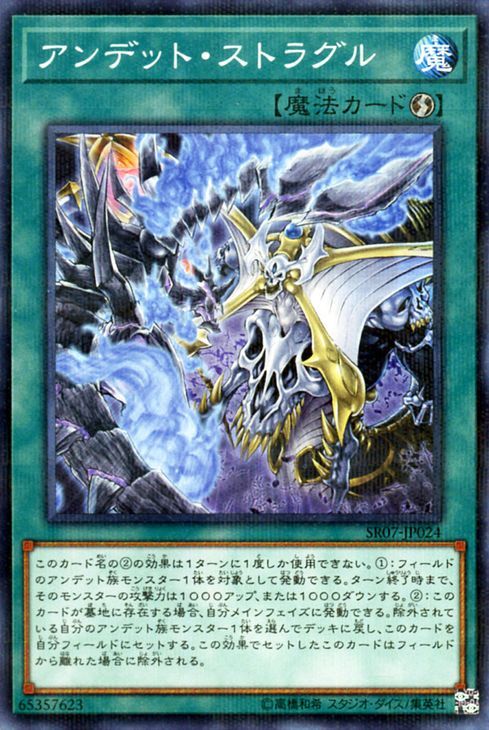 アンデット・ストラグル
魔
【魔法カード】
SR07-JP024
このカード名の②の効果は1ターンに1度しか使用できない。①:フィールド
のアンデット族モンスター1体を対象として発動できる。ターン終了時まで、
そのモンスターの攻撃力は1000アップ、または1000ダウンする。②:この
カードが墓地に存在する場合、自分メインフェイズに発動できる。除外されて
いる自分のアンデット族モンスター1体を選んでデッキに戻し、このカードを
自分フィールドにセットする。この効果でセットしたこのカードはフィールド
から離れた場合に除外される。
65357623
©高橋和希 スタジオ・ダイス/集英社